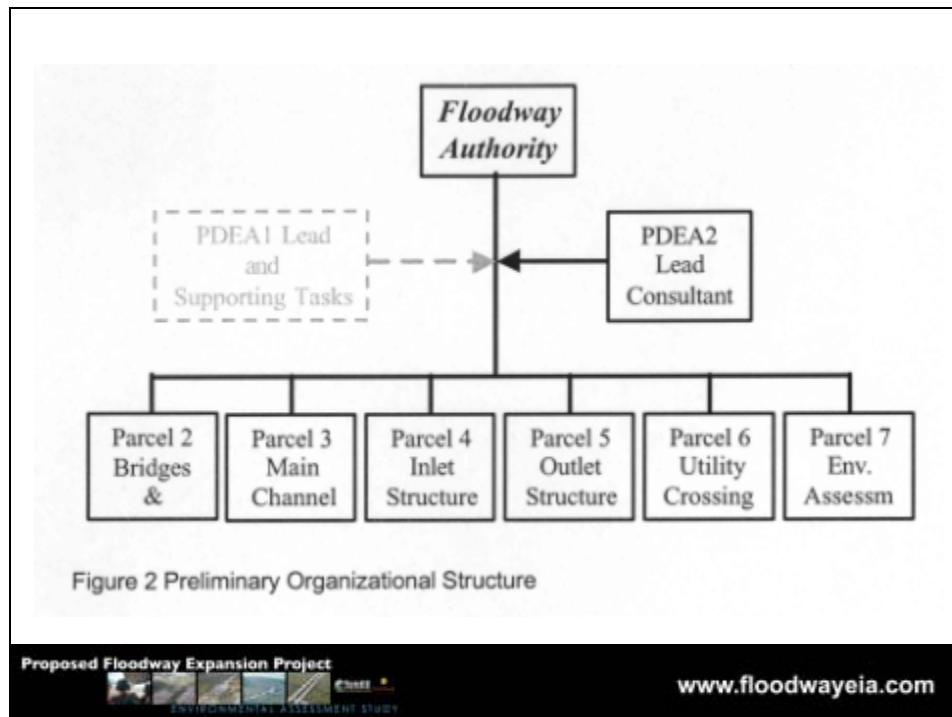 Floodway
Authority
PDEA1 Lead
and
Supporting Tasks
PDEA2
Lead
Consultant
Parcel 2
Bridges
&
Parcel 3
Main
Channel
Parcel 4
Inlet
Structure
Parcel 5
Outlet
Structure
Parcel 6
Utility
Crossing
Parcel 7
Env.
Assessm
Figure 2 Preliminary Organizational Structure
Proposed Floodway Expansion Project
ENVIRONMENTAL ASSESSMENT STUDY
www.floodwayeia.com